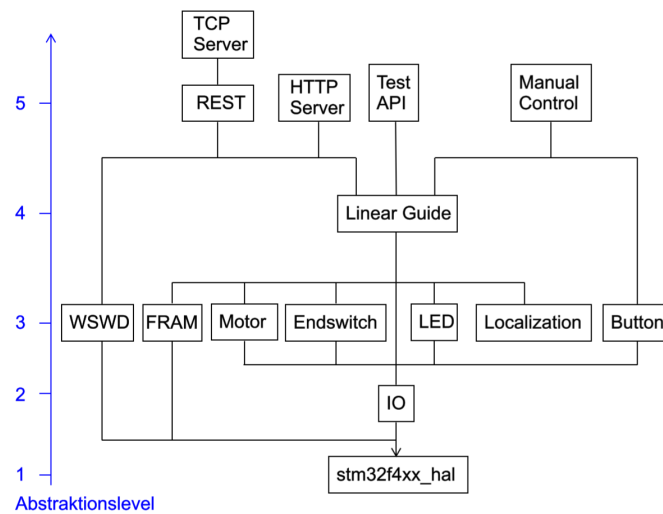 TCP
Server
5
REST
HTTP
Server
Test
API
Manual
Control
4
Linear Guide
3
WSWD
FRAM
Motor
Endswitch
LED
Localization
Button
2
IO
1
stm32f4xx_hal
Abstraktionslevel